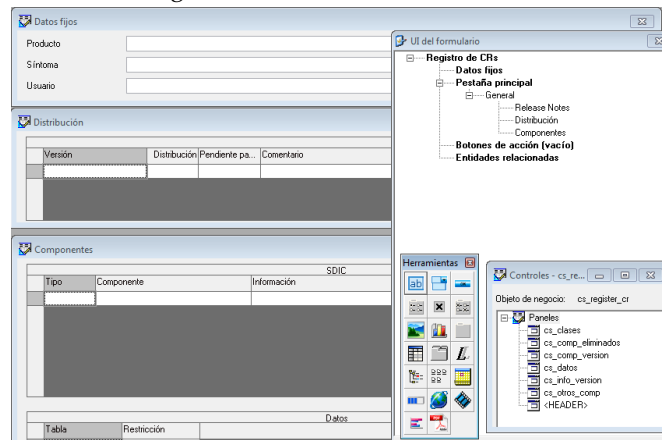 Datos fijos
Producto
Síntoma
Usuario
UI del formulario
Registro de CRs
Datos fijos
Pestaña principal
General
Release Notes
Distribución
Componentes
Botones de acción (vacío)
Entidades relacionadas
Distribución
Versión Distribución Pendiente pa... Comentario
Componentes
SDIC
Tipo Componente Información
Datos
Tabla Restricción
Herramientas
ab
Controles - cs_re...
Objeto de negocio: cs_register_cr
Paneles
cs_clases
cs_comp_eliminados
cs_comp_version
cs_datos
cs_info_version
cs_otros_comp
<HEADER>